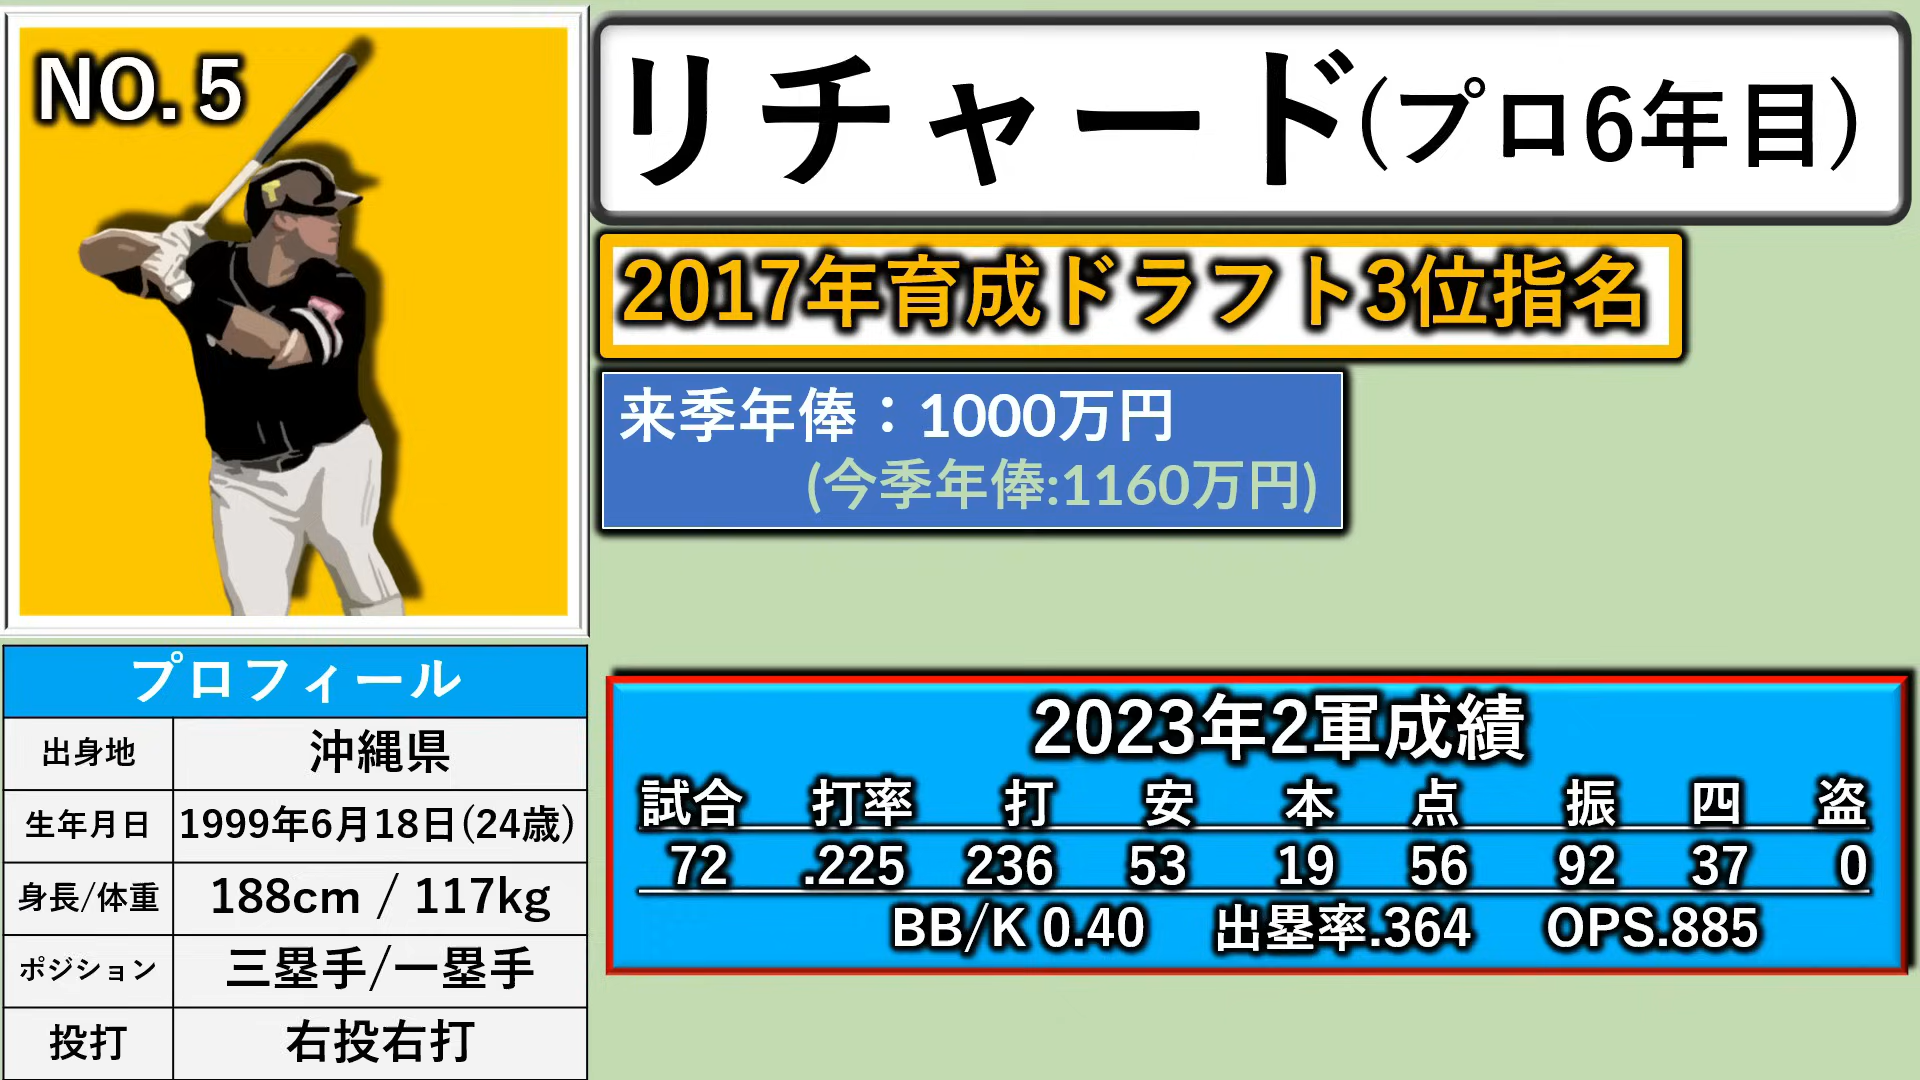 NO.5
リチャード(プロ6年目)
2017年育成ドラフト3位指名
来季年俸：1000万円
(今季年俸:1160万円)
プロフィール
出身地 沖縄県
生年月日 1999年6月18日(24歳)
身長/体重 188cm / 117kg
ポジション 三塁手/一塁手
投打 右投右打
2023年2軍成績
試合 打率 打 安 本 点 振 四 盗
72 .225 236 53 19 56 92 37 0
BB/K 0.40 出塁率.364 OPS.885